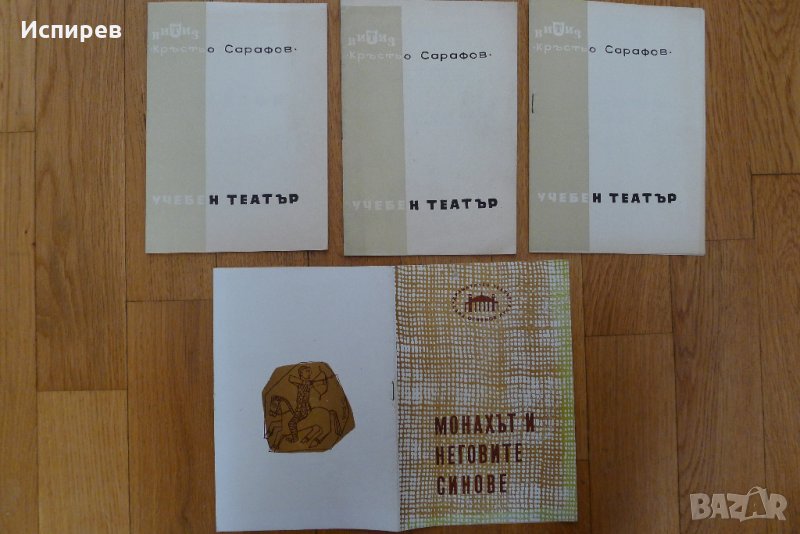 Испирев
ВИТИЗ
"Кръстьо Сарафов"
УЧЕБЕН ТЕАТЪР
ВИТИЗ
"Кръстьо Сарафов"
УЧЕБЕН ТЕАТЪР
ВИТИЗ
"Кръстьо Сарафов"
УЧЕБЕН ТЕАТЪР
МОНАХЪТ И
НЕГОВИТЕ
СИНОВЕ
BAZAR